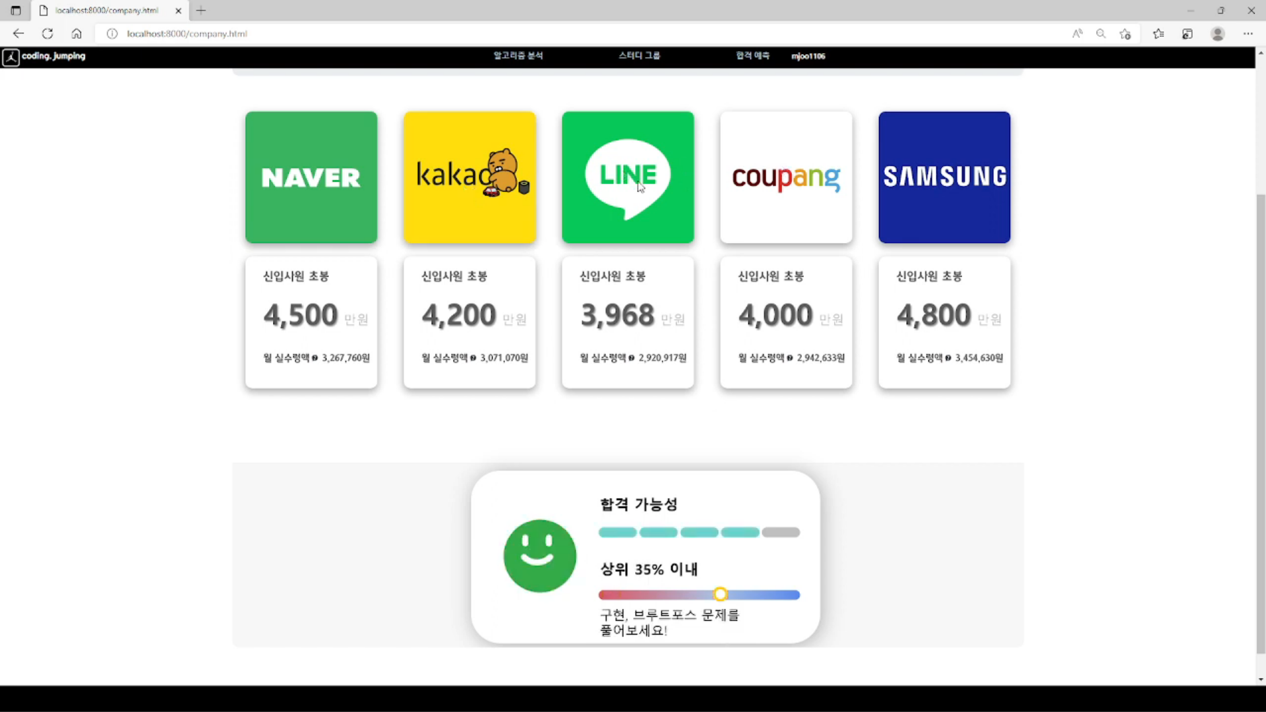 localhost:8000/company.html
localhost:8000/company.html
coding, jumping
알고리즘 분석
스터디 그룹
합격 예측
mjoo1106
NAVER
kakao
LINE
coupang
SAMSUNG
신입사원 초봉
4,500 만원
월 실수령액 ? 3,267,760원
신입사원 초봉
4,200 만원
월 실수령액 ? 3,071,070원
신입사원 초봉
3,968 만원
월 실수령액 ? 2,920,917원
신입사원 초봉
4,000 만원
월 실수령액 ? 2,942,633원
신입사원 초봉
4,800 만원
월 실수령액 ? 3,454,630원
합격 가능성
상위 35% 이내
구현, 브루트포스 문제를
풀어보세요!